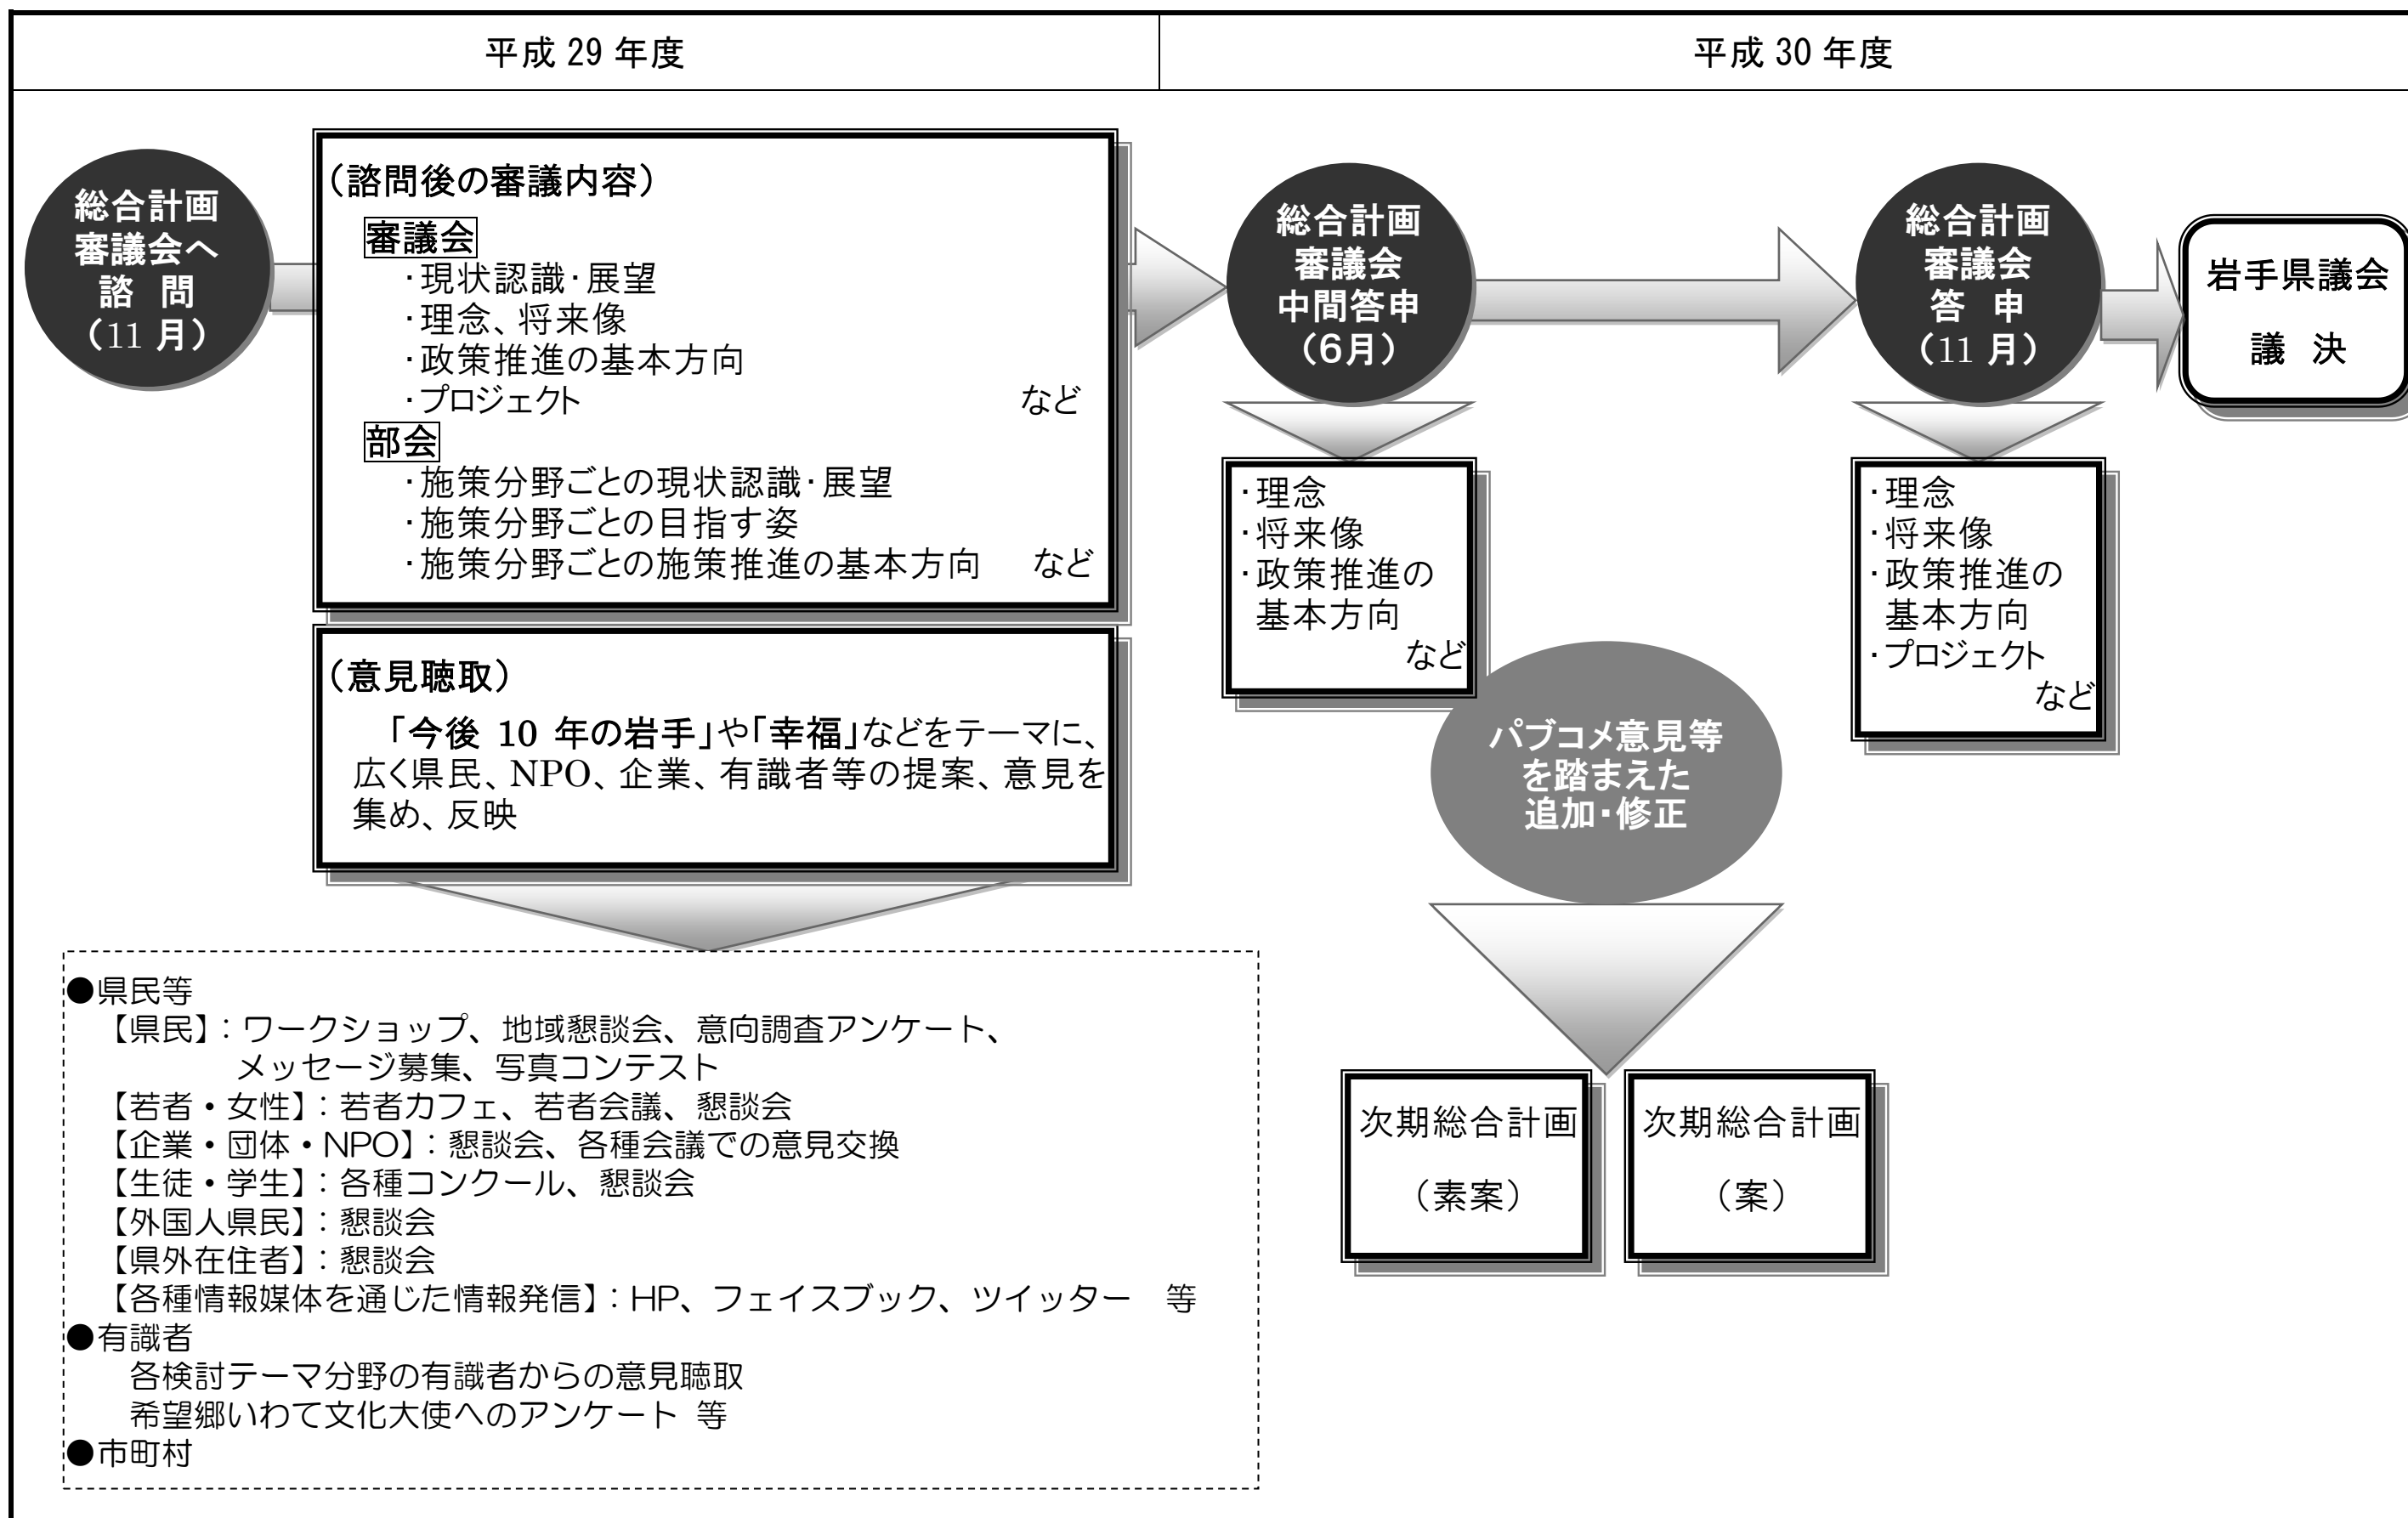 平成 29 年度
平成 30 年度
総合計画
審議会へ
諮 問
（11 月）
（諮問後の審議内容）
審議会
・現状認識・展望
・理念、将来像
・政策推進の基本方向
・プロジェクト など
部会
・施策分野ごとの現状認識・展望
・施策分野ごとの目指す姿
・施策分野ごとの施策推進の基本方向 など
（意見聴取）
「今後 10 年の岩手」や「幸福」などをテーマに、
広く県民、NPO、企業、有識者等の提案、意見を
集め、反映
●県民等
【県民】：ワークショップ、地域懇談会、意向調査アンケート、
メッセージ募集、写真コンテスト
【若者・女性】：若者カフェ、若者会議、懇談会
【企業・団体・NPO】：懇談会、各種会議での意見交換
【生徒・学生】：各種コンクール、懇談会
【外国人県民】：懇談会
【県外在住者】：懇談会
【各種情報媒体を通じた情報発信】：HP、フェイスブック、ツイッター 等
●有識者
各検討テーマ分野の有識者からの意見聴取
希望郷いわて文化大使へのアンケート 等
●市町村
総合計画
審議会
中間答申
（６月）
・理念
・将来像
・政策推進の
基本方向
など
パブコメ意見等
を踏まえた
追加・修正
次期総合計画
（素案）
次期総合計画
（案）
総合計画
審議会
答 申
（11 月）
・理念
・将来像
・政策推進の
基本方向
・プロジェクト
など
岩手県議会
議 決